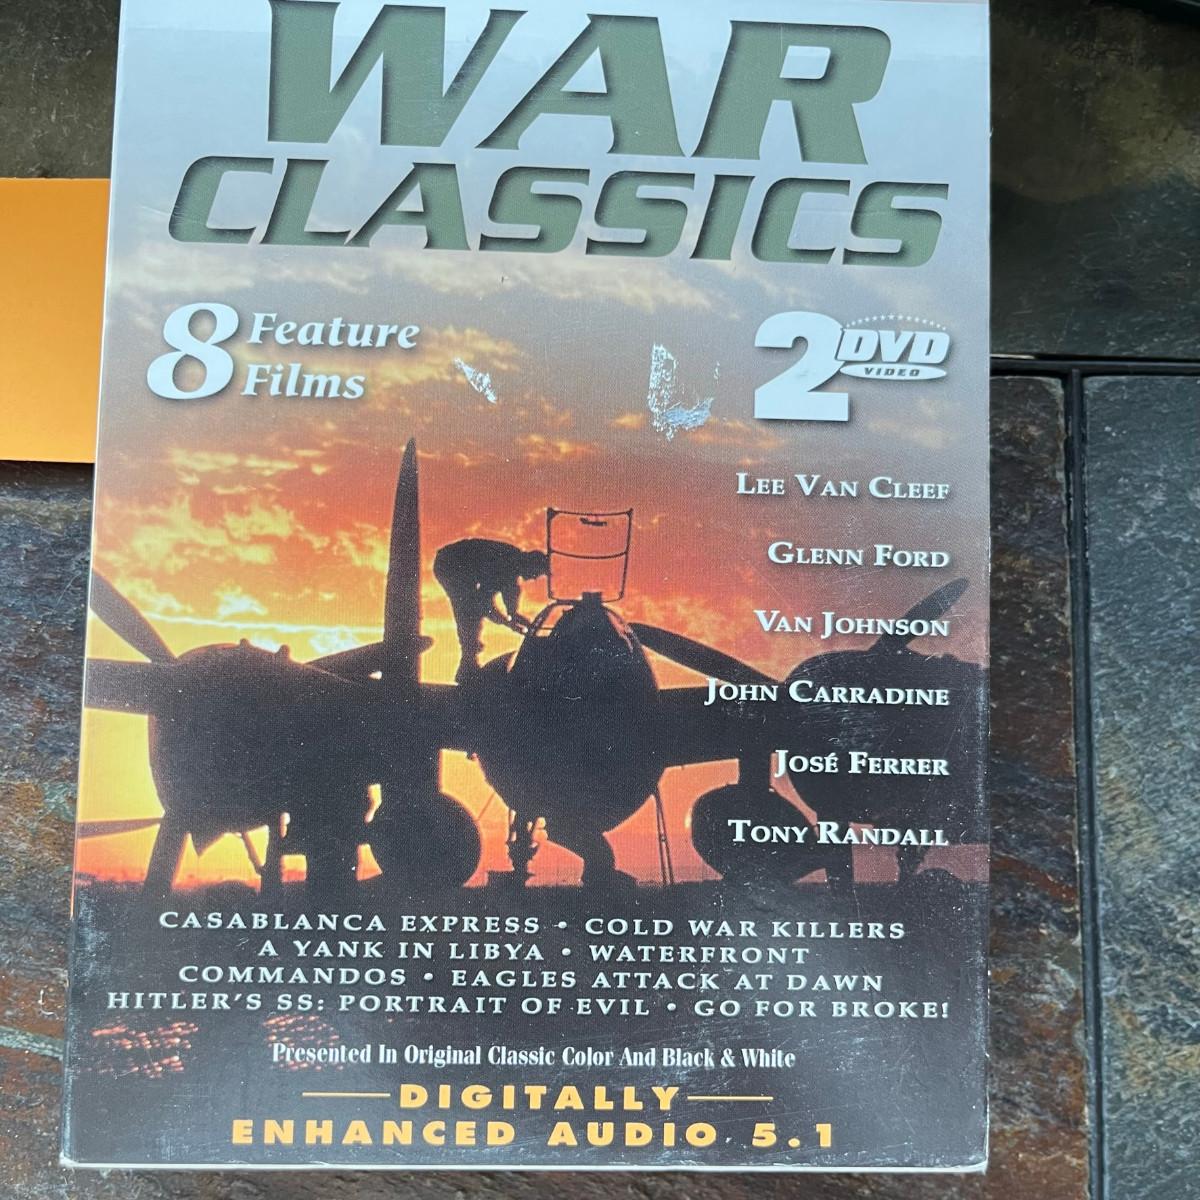 WAR
CLASSICS
8 Feature
Films
2 DVD
VIDEO
LEE VAN CLEEF
GLENN FORD
VAN JOHNSON
JOHN CARRADINE
JOSÉ FERRER
TONY RANDALL
CASABLANCA EXPRESS • COLD WAR KILLERS
A YANK IN LIBYA • WATERFRONT
COMMANDOS • EAGLES ATTACK AT DAWN
HITLER'S SS: PORTRAIT OF EVIL • GO FOR BROKE!
Presented In Original Classic Color And Black & White
DIGITALLY
ENHANCED AUDIO 5.1